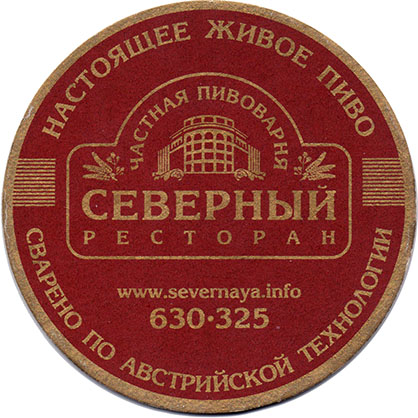 НАСТОЯЩЕЕ ЖИВОЕ ПИВО
ЧАСТНАЯ ПИВОВАРНЯ
СЕВЕРНЫЙ
РЕСТОРАН
www.severnaya.info
630·325
СВАРЕНО ПО АВСТРИЙСКОЙ ТЕХНОЛОГИИ